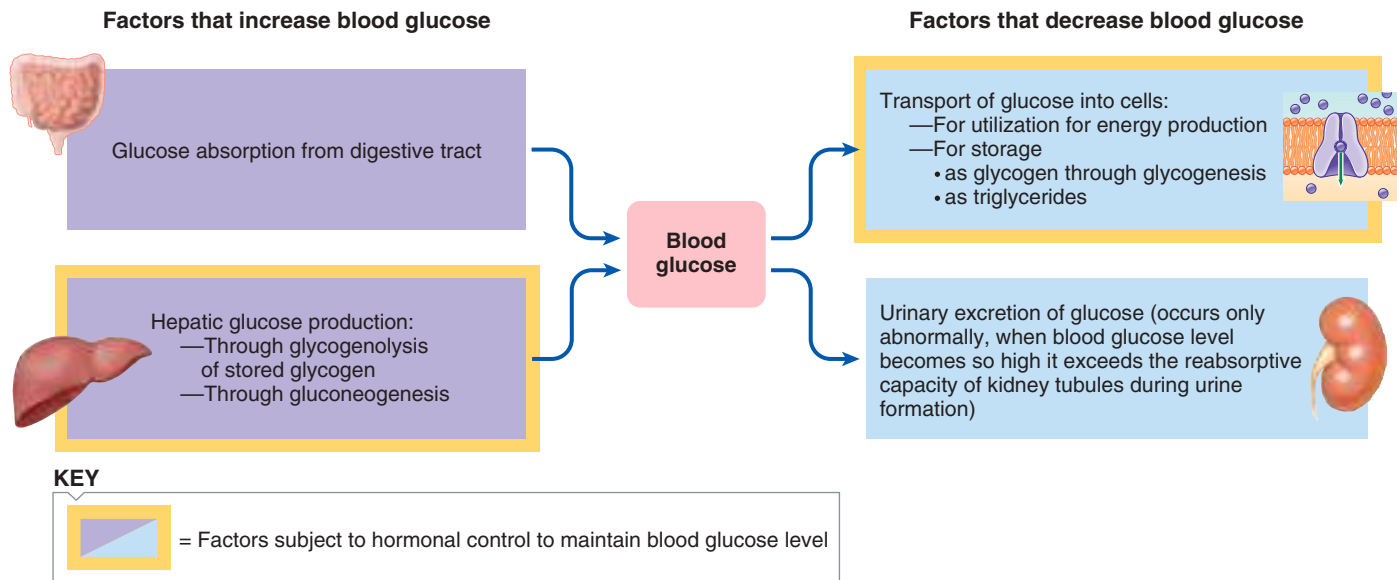 Factors that increase blood glucose
Glucose absorption from digestive tract
Hepatic glucose production:
—Through glycogenolysis
of stored glycogen
—Through gluconeogenesis
Blood
glucose
Factors that decrease blood glucose
Transport of glucose into cells:
—For utilization for energy production
—For storage
• as glycogen through glycogenesis
• as triglycerides
Urinary excretion of glucose (occurs only
abnormally, when blood glucose level
becomes so high it exceeds the reabsorptive
capacity of kidney tubules during urine
formation)
KEY
= Factors subject to hormonal control to maintain blood glucose level